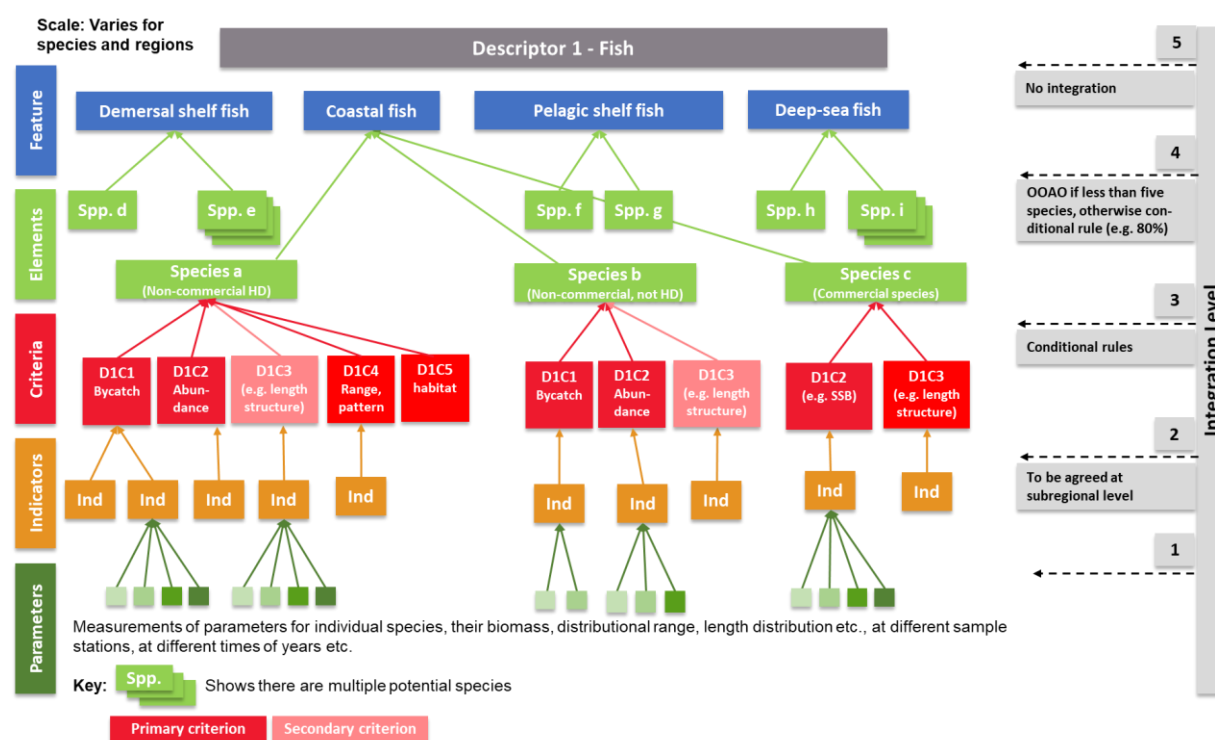 Scale: Varies for
species and regions
Descriptor 1 - Fish
5
No integration
Feature
Demersal shelf fish
Coastal fish
Pelagic shelf fish
Deep-sea fish
4
OOAO if less than five
species, otherwise con-
ditional rule (e.g. 80%)
Elements
Spp. d
Spp. e
Spp. f
Spp. g
Spp. h
Spp. i
Species a
(Non-commercial HD)
Species b
(Non-commercial, not HD)
Species c
(Commercial species)
3
Conditional rules
Criteria
D1C1
Bycatch
D1C2
Abun-
dance
D1C3
(e.g. length
structure)
D1C4
Range,
pattern
D1C5
habitat
D1C1
Bycatch
D1C2
Abun-
dance
D1C3
(e.g. length
structure)
D1C2
(e.g. SSB)
D1C3
(e.g. length
structure)
2
To be agreed at
subregional level
Indicators
Ind
Ind
Ind
Ind
Ind
Ind
Ind
Ind
Ind
Ind
1
Parameters
Measurements of parameters for individual species, their biomass, distributional range, length distribution etc., at different sample
stations, at different times of years etc.
Key:
Spp.
Shows there are multiple potential species
Primary criterion
Secondary criterion
Integration Level